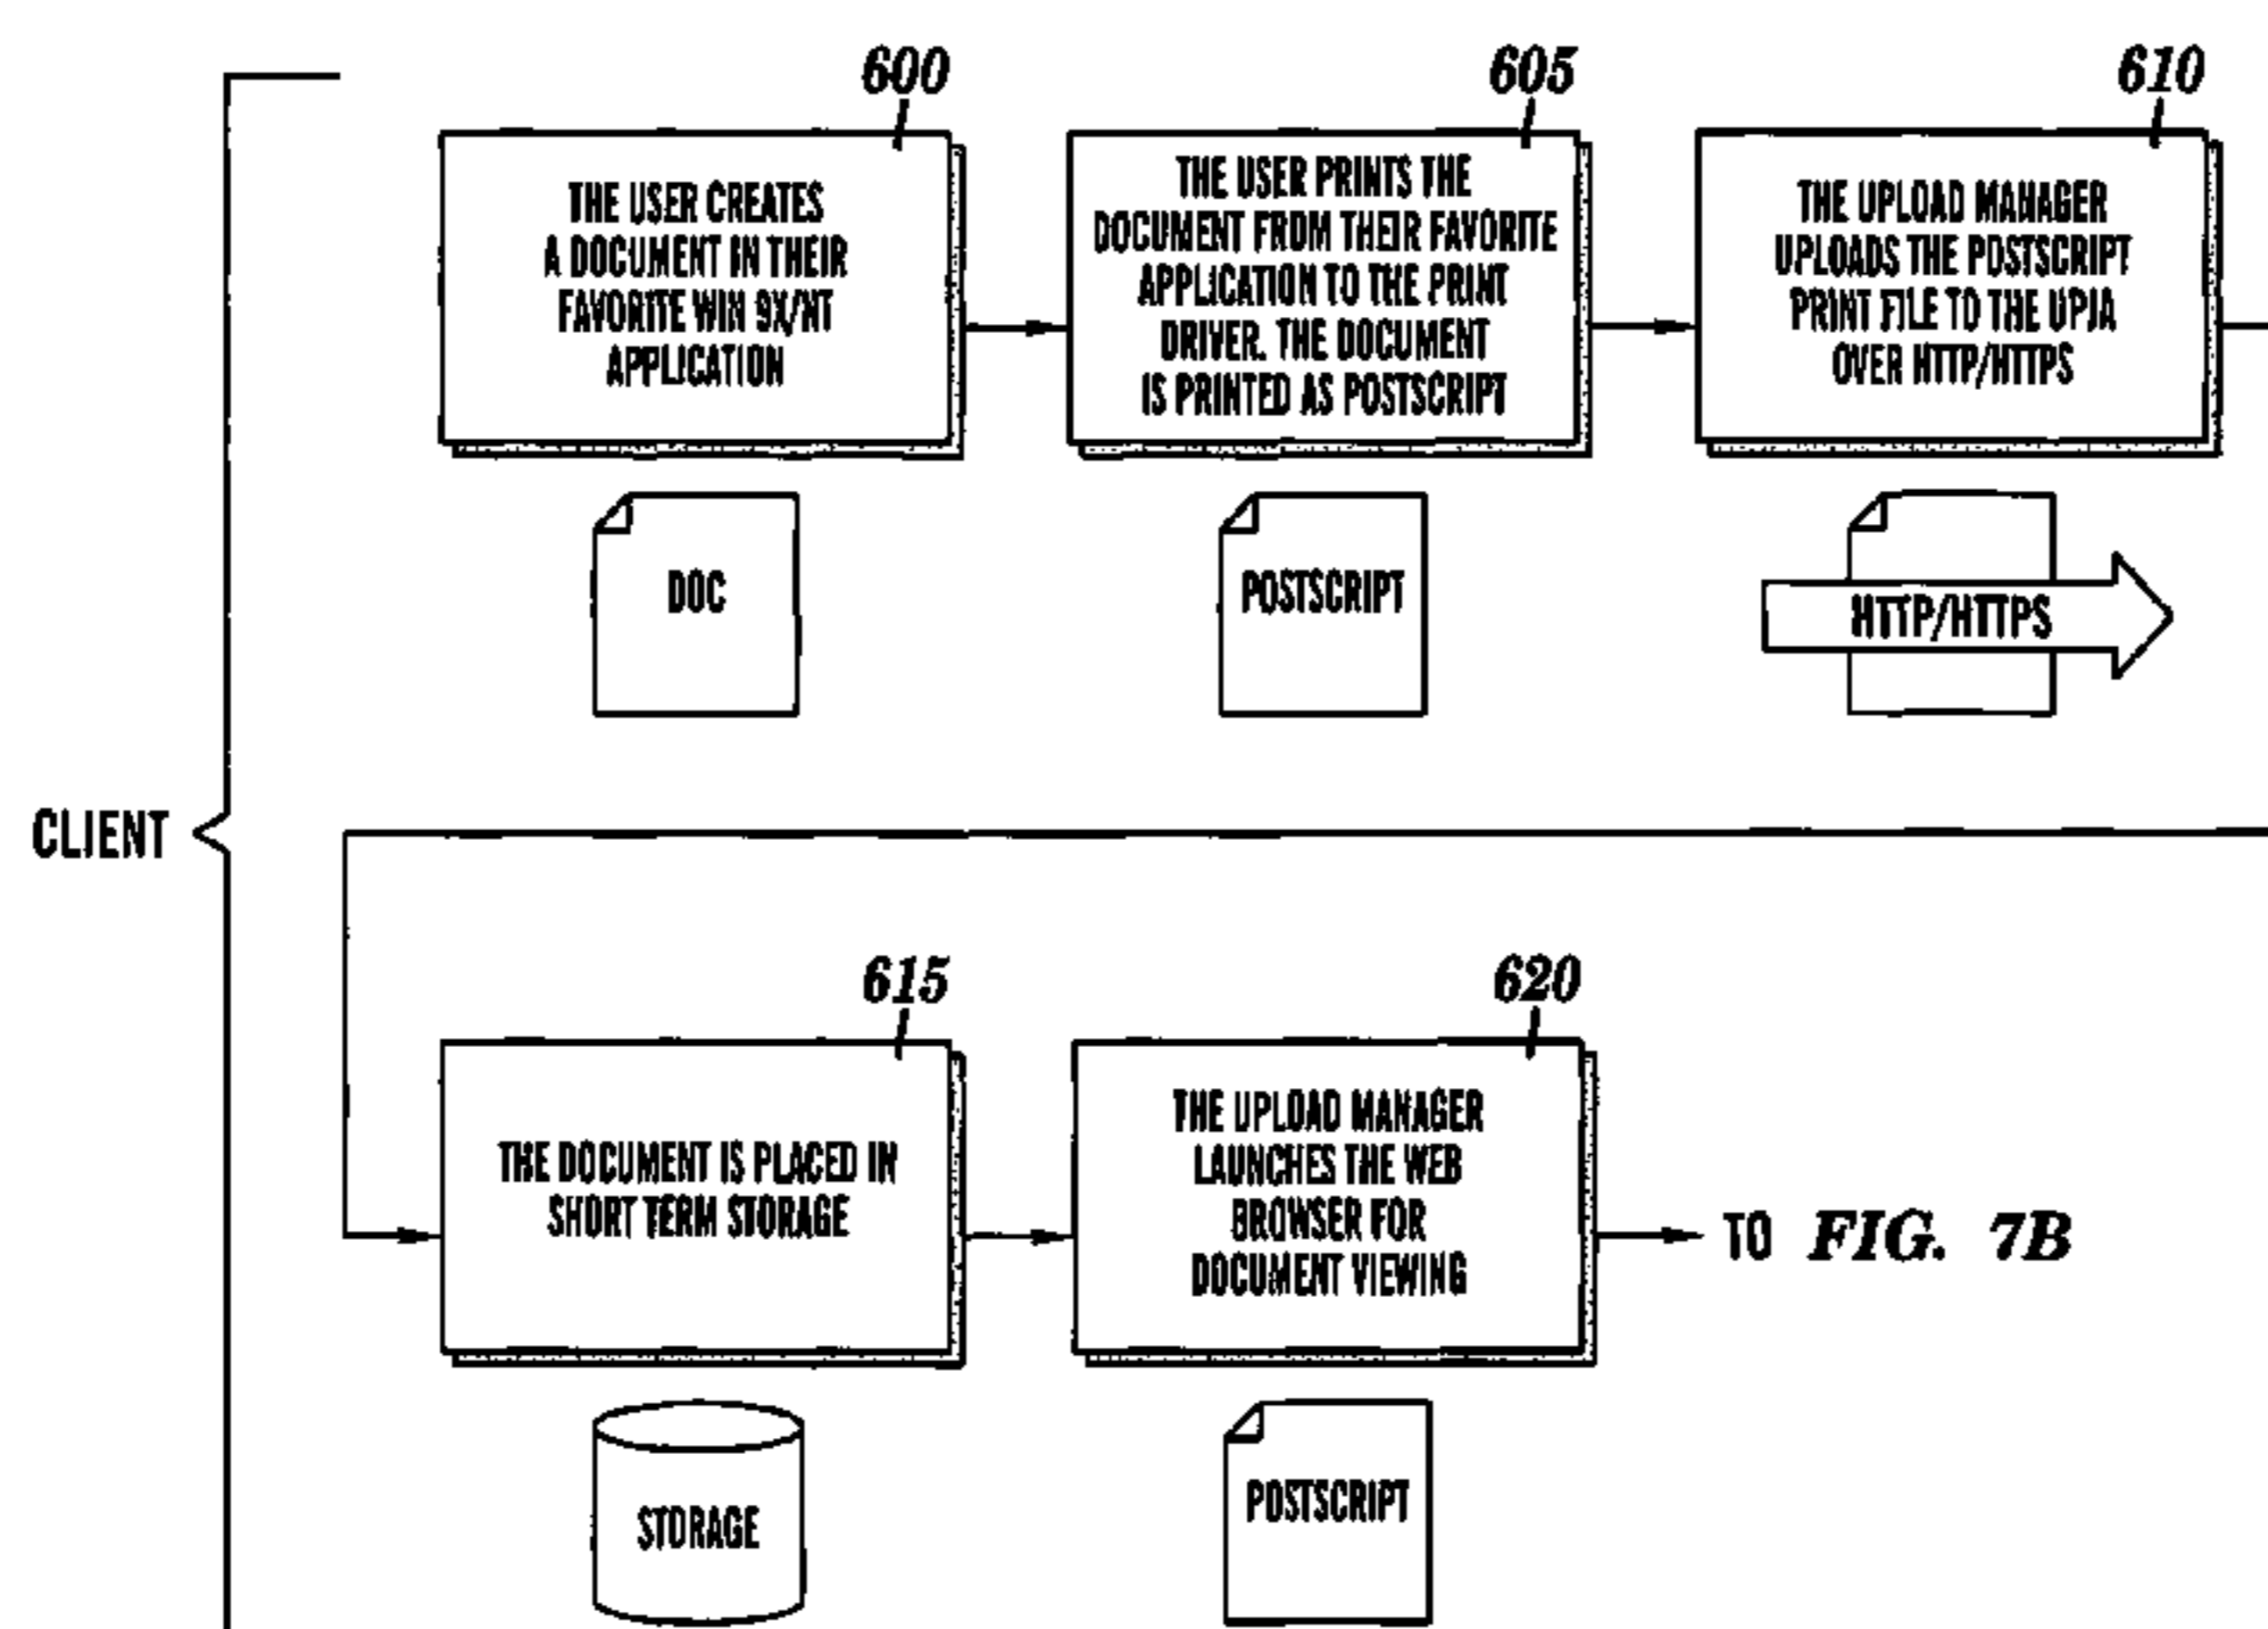 600
THE USER CREATES
A DOCUMENT IN THEIR
FAVORITE WIN 9X/NT
APPLICATION
DOC
605
THE USER PRINTS THE
DOCUMENT FROM THEIR FAVORITE
APPLICATION TO THE PRINT
DRIVER. THE DOCUMENT
IS PRINTED AS POSTSCRIPT
POSTSCRIPT
610
THE UPLOAD MANAGER
UPLOADS THE POSTSCRIPT
PRINT FILE TO THE UPJA
OVER HTTP/HTTPS
HTTP/HTTPS
CLIENT
615
THE DOCUMENT IS PLACED IN
SHORT TERM STORAGE
STORAGE
620
THE UPLOAD MANAGER
LAUNCHES THE WEB
BROWSER FOR
DOCUMENT VIEWING
POSTSCRIPT
TO FIG. 7B